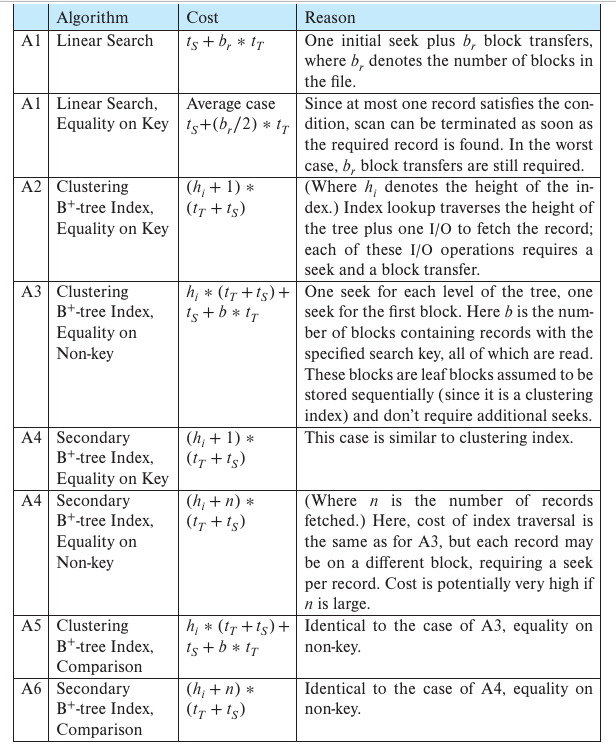 Algorithm Cost Reason
A1 Linear Search t_S + b_r * t_T One initial seek plus b_r block transfers,
where b_r denotes the number of blocks in
the file.
A1 Linear Search, Average case Since at most one record satisfies the con-
Equality on Key t_S+(b_r/2) * t_T dition, scan can be terminated as soon as
the required record is found. In the worst
case, b_r block transfers are still required.
A2 Clustering (h_i + 1) * (Where h_i denotes the height of the in-
B⁺-tree Index, (t_T + t_S) dex.) Index lookup traverses the height of
Equality on Key the tree plus one I/O to fetch the record;
each of these I/O operations requires a
seek and a block transfer.
A3 Clustering h_i * (t_T + t_S) + One seek for each level of the tree, one
B⁺-tree Index, t_S + b * t_T seek for the first block. Here b is the num-
Equality on ber of blocks containing records with the
Non-key specified search key, all of which are read.
These blocks are leaf blocks assumed to be
stored sequentially (since it is a clustering
index) and don't require additional seeks.
A4 Secondary (h_i + 1) * This case is similar to clustering index.
B⁺-tree Index, (t_T + t_S)
Equality on Key
A4 Secondary (h_i + n) * (Where n is the number of records
B⁺-tree Index, (t_T + t_S) fetched.) Here, cost of index traversal is
Equality on the same as for A3, but each record may
Non-key be on a different block, requiring a seek
per record. Cost is potentially very high if
n is large.
A5 Clustering h_i * (t_T + t_S) + Identical to the case of A3, equality on
B⁺-tree Index, t_S + b * t_T non-key.
Comparison
A6 Secondary (h_i + n) * Identical to the case of A4, equality on
B⁺-tree Index, (t_T + t_S) non-key.
Comparison